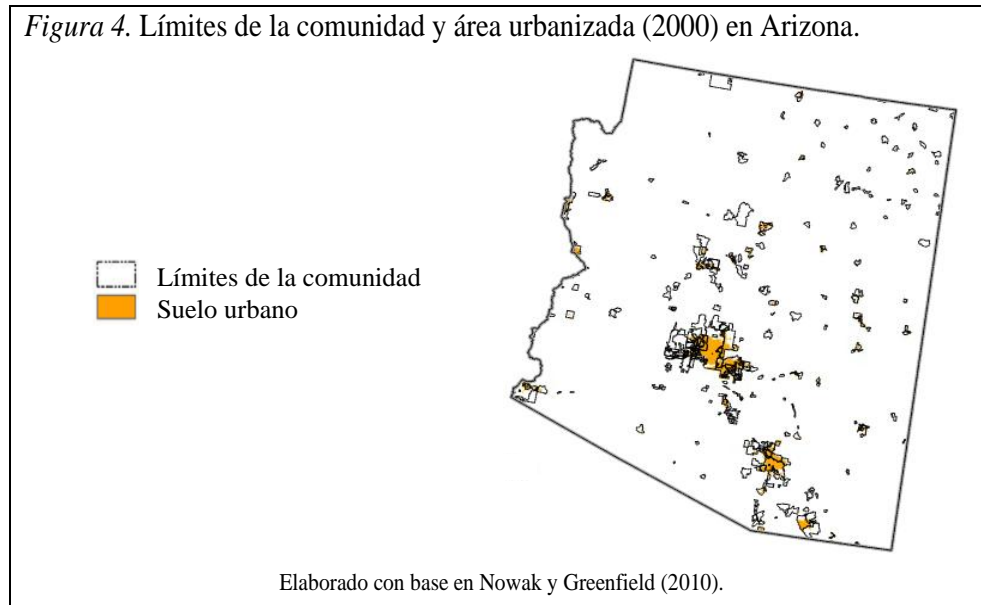 Figura 4. Límites de la comunidad y área urbanizada (2000) en Arizona.
Límites de la comunidad
Suelo urbano
Elaborado con base en Nowak y Greenfield (2010).